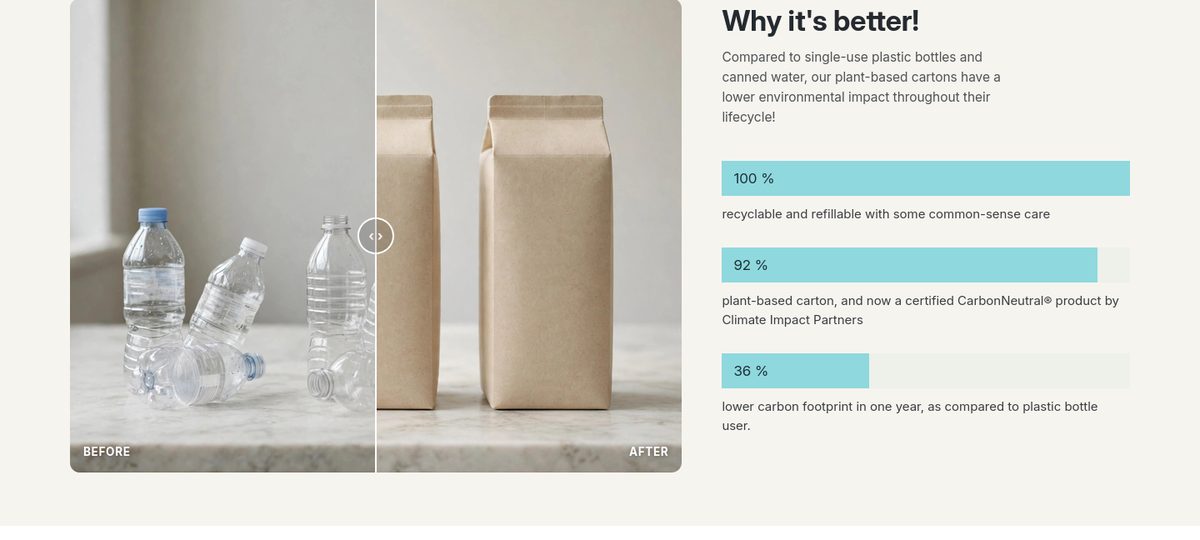 Why it's better!
Compared to single-use plastic bottles and
canned water, our plant-based cartons have a
lower environmental impact throughout their
lifecycle!
100 %
recyclable and refillable with some common-sense care
92 %
plant-based carton, and now a certified CarbonNeutral® product by
Climate Impact Partners
36 %
lower carbon footprint in one year, as compared to plastic bottle
user.
BEFORE
AFTER